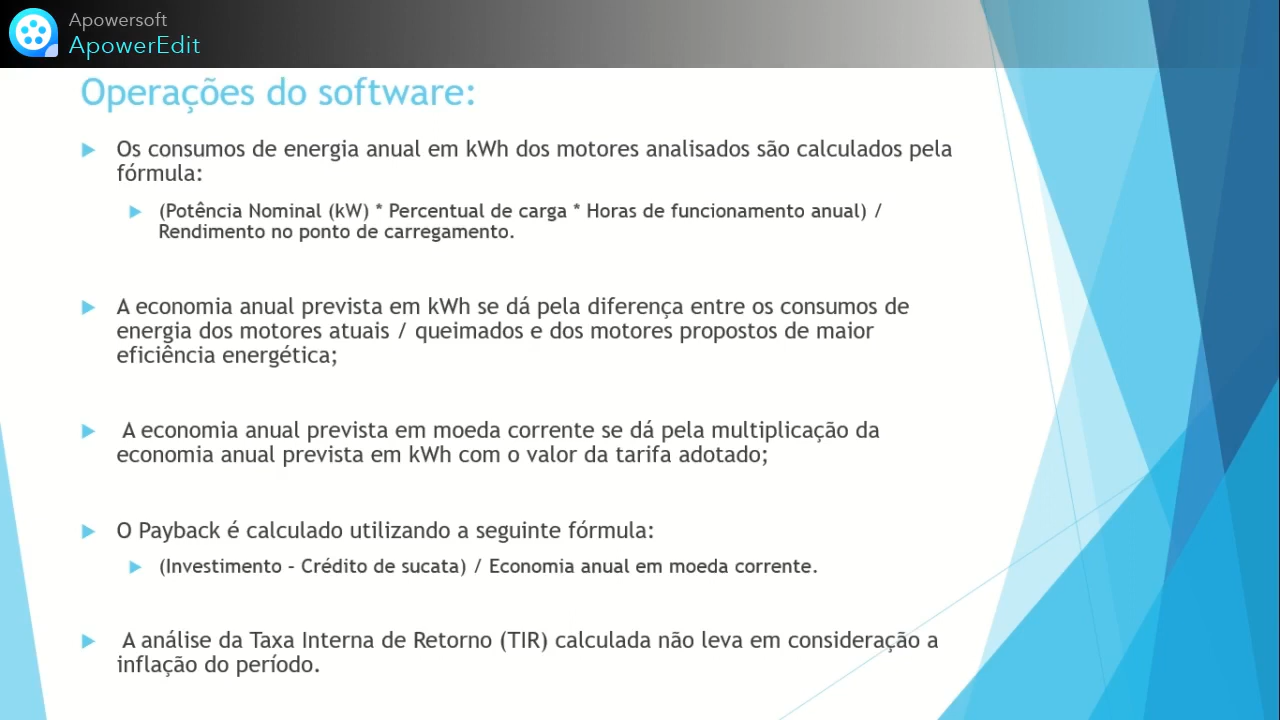 Apowersoft
ApowerEdit
Operações do software:
Os consumos de energia anual em kWh dos motores analisados são calculados pela
fórmula:
(Potência Nominal (kW) * Percentual de carga * Horas de funcionamento anual) /
Rendimento no ponto de carregamento.
A economia anual prevista em kWh se dá pela diferença entre os consumos de
energia dos motores atuais / queimados e dos motores propostos de maior
eficiência energética;
A economia anual prevista em moeda corrente se dá pela multiplicação da
economia anual prevista em kWh com o valor da tarifa adotado;
O Payback é calculado utilizando a seguinte fórmula:
(Investimento – Crédito de sucata) / Economia anual em moeda corrente.
A análise da Taxa Interna de Retorno (TIR) calculada não leva em consideração a
inflação do período.